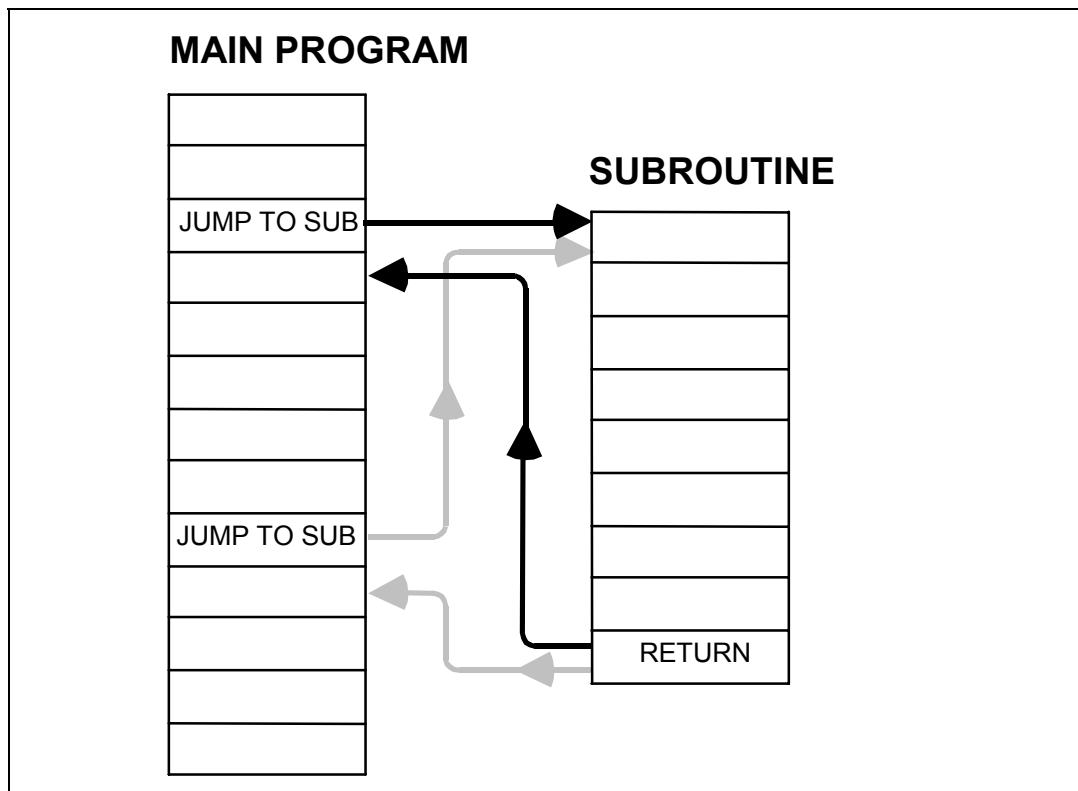 MAIN PROGRAM
SUBROUTINE
JUMP TO SUB
JUMP TO SUB
RETURN